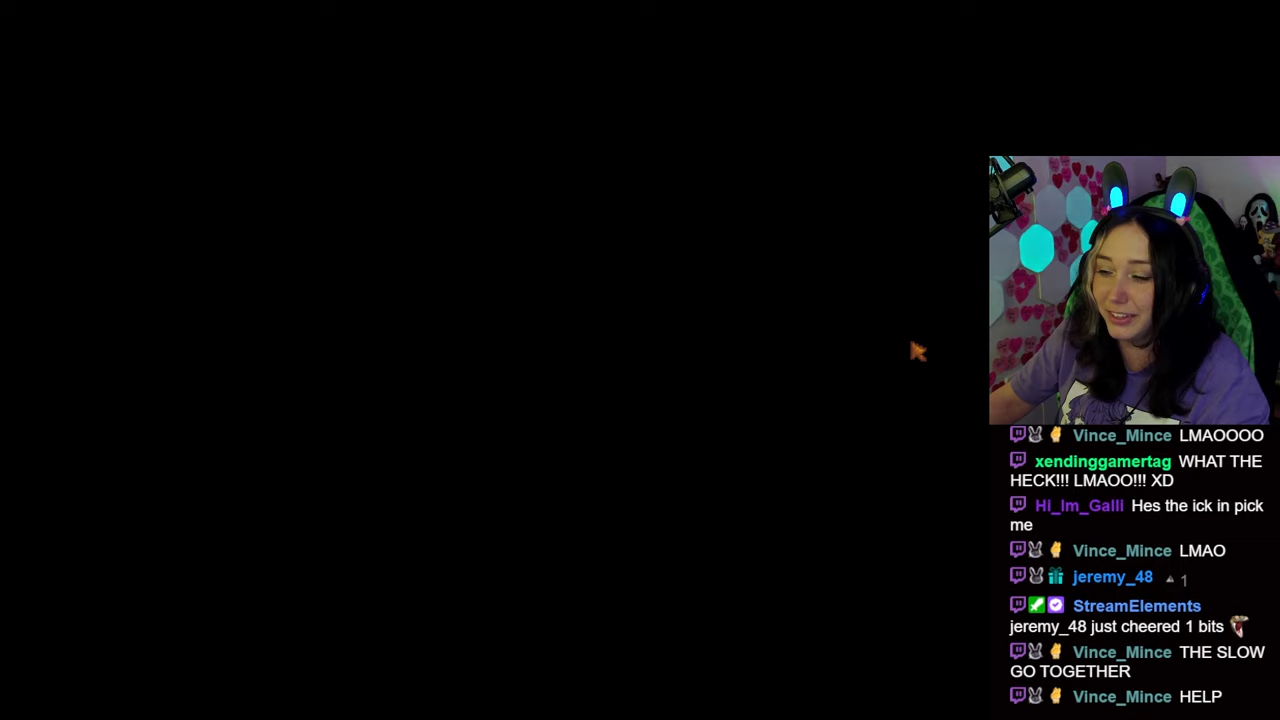 Vince_Mince LMAOOOO
xendinggamertag WHAT THE
HECK!!! LMAOO!!! XD
Hi_Im_Galli Hes the ick in pick
me
Vince_Mince LMAO
jeremy_48 1
StreamElements
jeremy_48 just cheered 1 bits
Vince_Mince THE SLOW
GO TOGETHER
Vince_Mince HELP